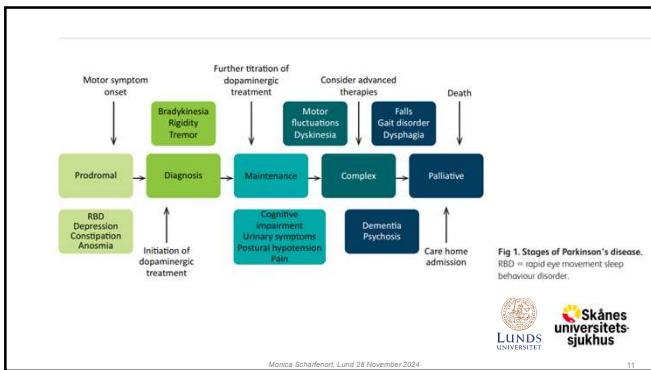 Motor symptom
onset
Further titration of
dopaminergic
treatment
Consider advanced
therapies
Death
Bradykinesia
Rigidity
Tremor
Motor
fluctuations
Dyskinesia
Falls
Gait disorder
Dysphagia
Prodromal
Diagnosis
Maintenance
Complex
Palliative
RBD
Depression
Constipation
Anosmia
Initiation of
dopaminergic
treatment
Cognitive
impairment
Urinary symptoms
Postural hypotension
Pain
Dementia
Psychosis
Care home
admission
Fig 1. Stages of Parkinson's disease.
RBD = rapid eye movement sleep
behaviour disorder.
LUNDS
UNIVERSITET
Skånes
universitets-
sjukhus
Monica Scharfenort, Lund 28 November 2024
11